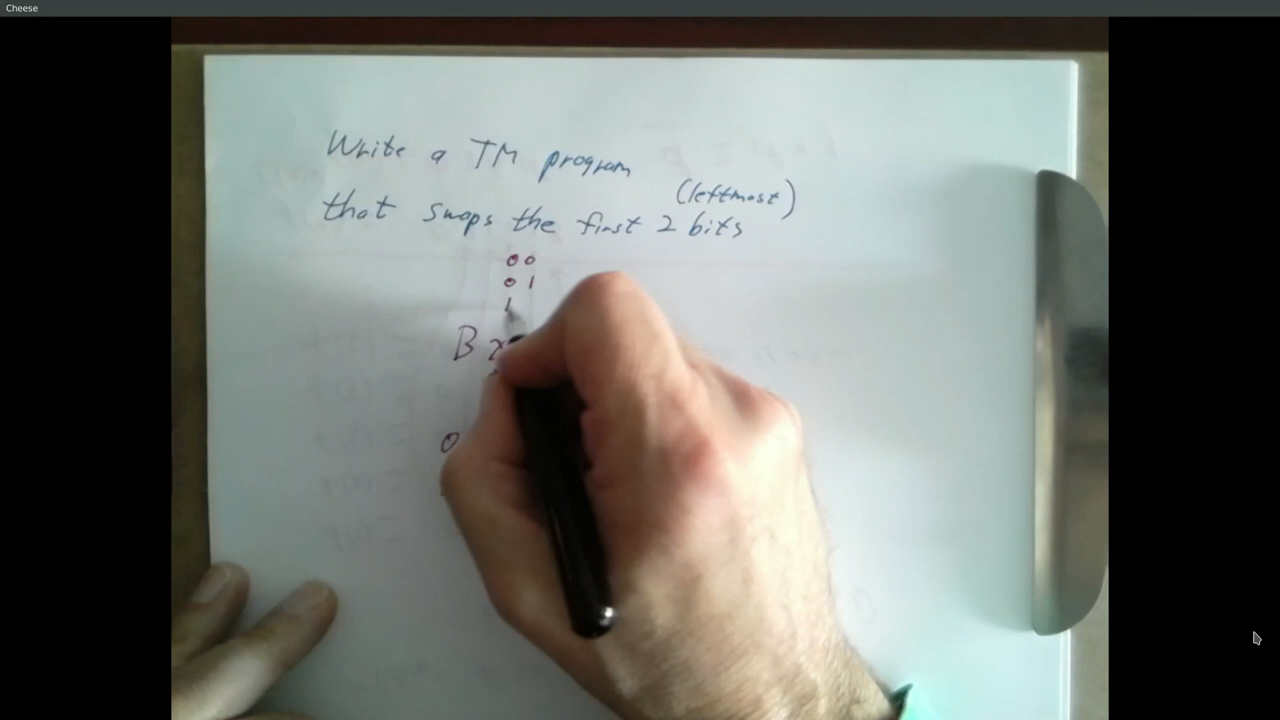 Cheese
Write a TM program
(leftmost)
that swaps the first 2 bits
0 0
0 1
1
B
0